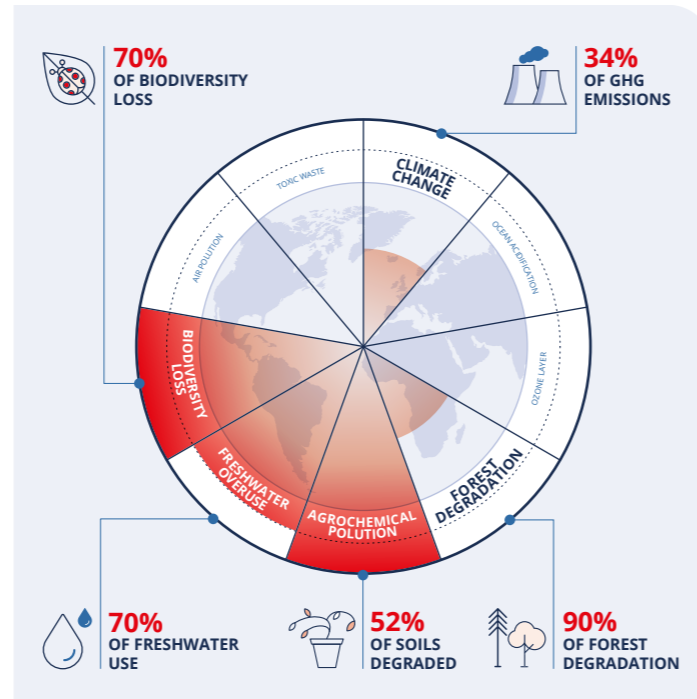 70%
OF BIODIVERSITY
LOSS
34%
OF GHG
EMISSIONS
TOXIC WASTE
CLIMATE
CHANGE
AIR POLLUTION
OCEAN ACIDIFICATION
BIODIVERSITY
LOSS
OZONE LAYER
FRESHWATER
OVERUSE
AGROCHEMICAL
POLUTION
FOREST
DEGRADATION
70%
OF FRESHWATER
USE
52%
OF SOILS
DEGRADED
90%
OF FOREST
DEGRADATION